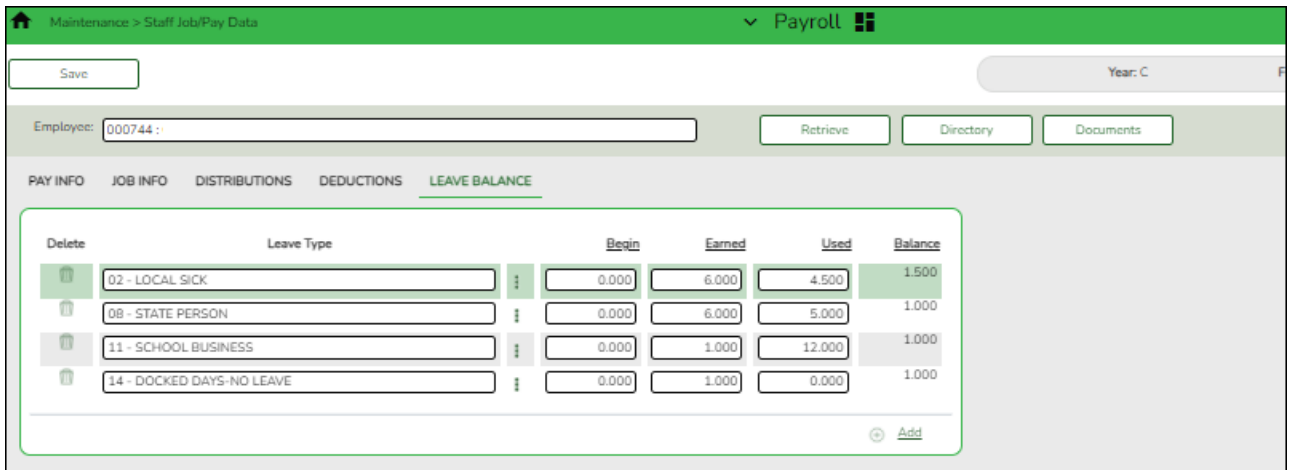 Maintenance > Staff Job/Pay Data Payroll
Save Year: C F
Employee: 000744 : Retrieve Directory Documents
PAY INFO JOB INFO DISTRIBUTIONS DEDUCTIONS LEAVE BALANCE
Delete Leave Type Begin Earned Used Balance
02 - LOCAL SICK 0.000 6.000 4.500 1.500
08 - STATE PERSON 0.000 6.000 5.000 1.000
11 - SCHOOL BUSINESS 0.000 1.000 12.000 1.000
14 - DOCKED DAYS-NO LEAVE 0.000 1.000 0.000 1.000
Add